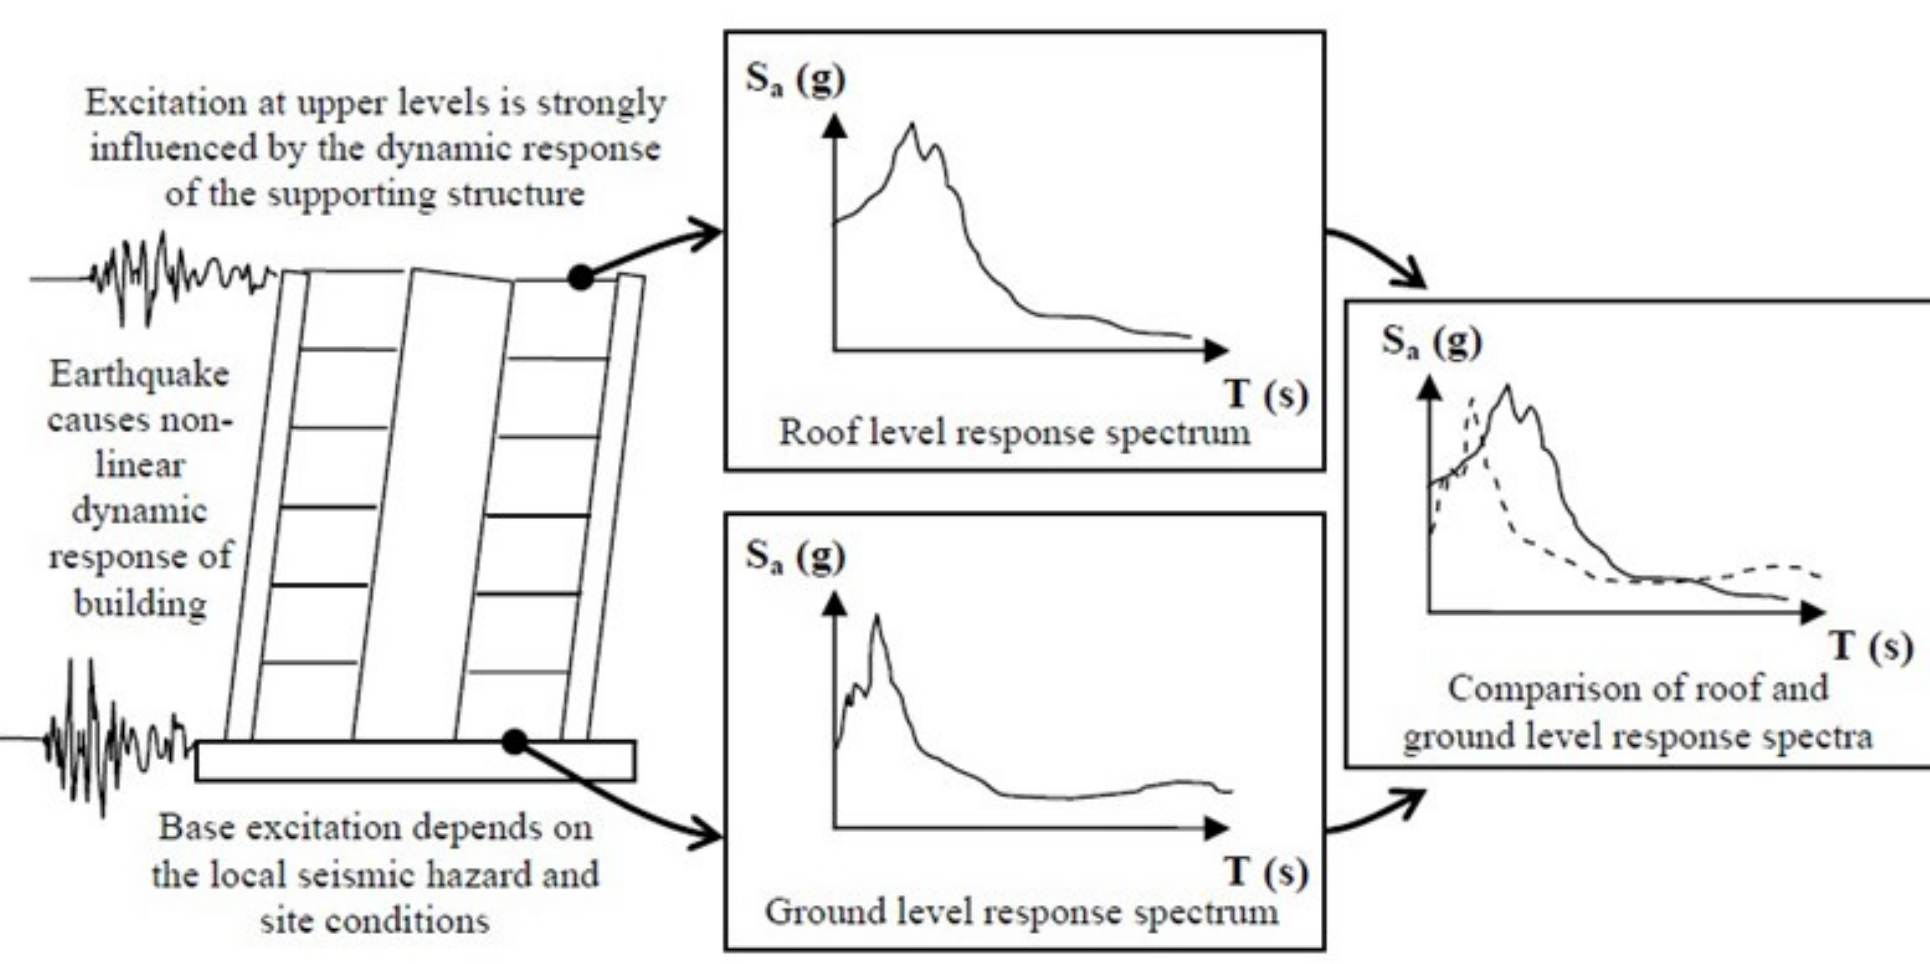 Excitation at upper levels is strongly
influenced by the dynamic response
of the supporting structure
Earthquake
causes non-
linear
dynamic
response of
building
Base excitation depends on
the local seismic hazard and
site conditions
Sa (g)
T (s)
Roof level response spectrum
Sa (g)
T (s)
Ground level response spectrum
Sa (g)
T (s)
Comparison of roof and
ground level response spectra